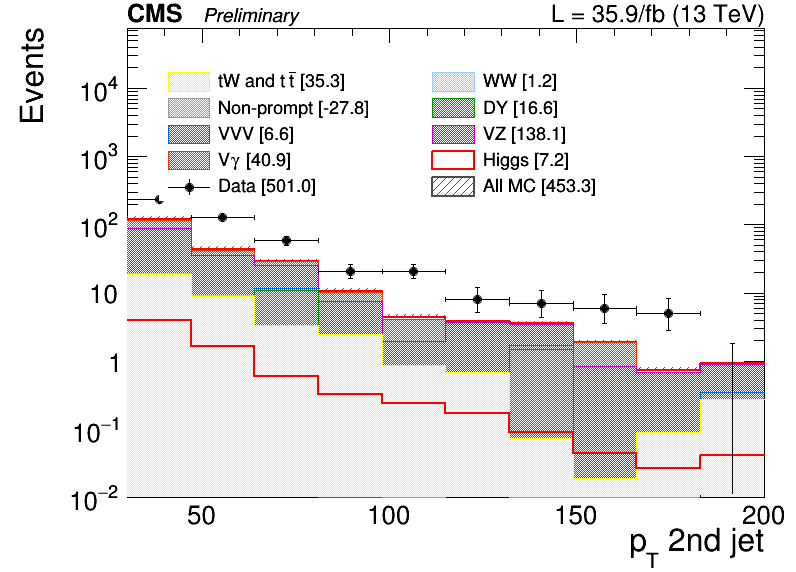 CMS Preliminary L = 35.9/fb (13 TeV)
Events
tW and t t̅ [35.3] WW [1.2]
Non-prompt [-27.8] DY [16.6]
VVV [6.6] VZ [138.1]
Vγ [40.9] Higgs [7.2]
Data [501.0] All MC [453.3]
10⁴
10³
10²
10
1
10⁻¹
10⁻²
50 100 150 200
p_T 2nd jet